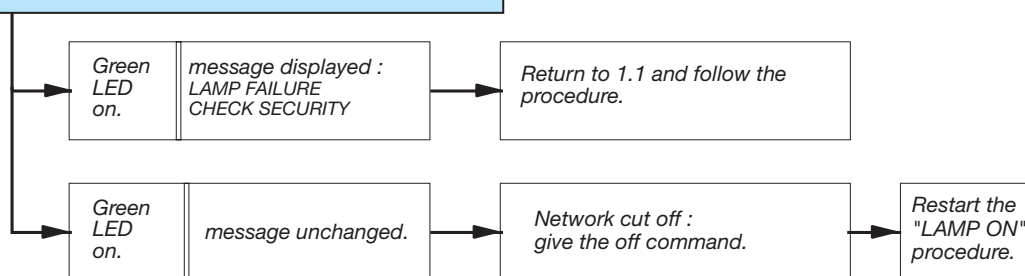 Green
LED
on.
message displayed :
LAMP FAILURE
CHECK SECURITY
Return to 1.1 and follow the
procedure.
Green
LED
on.
message unchanged.
Network cut off :
give the off command.
Restart the
"LAMP ON"
procedure.